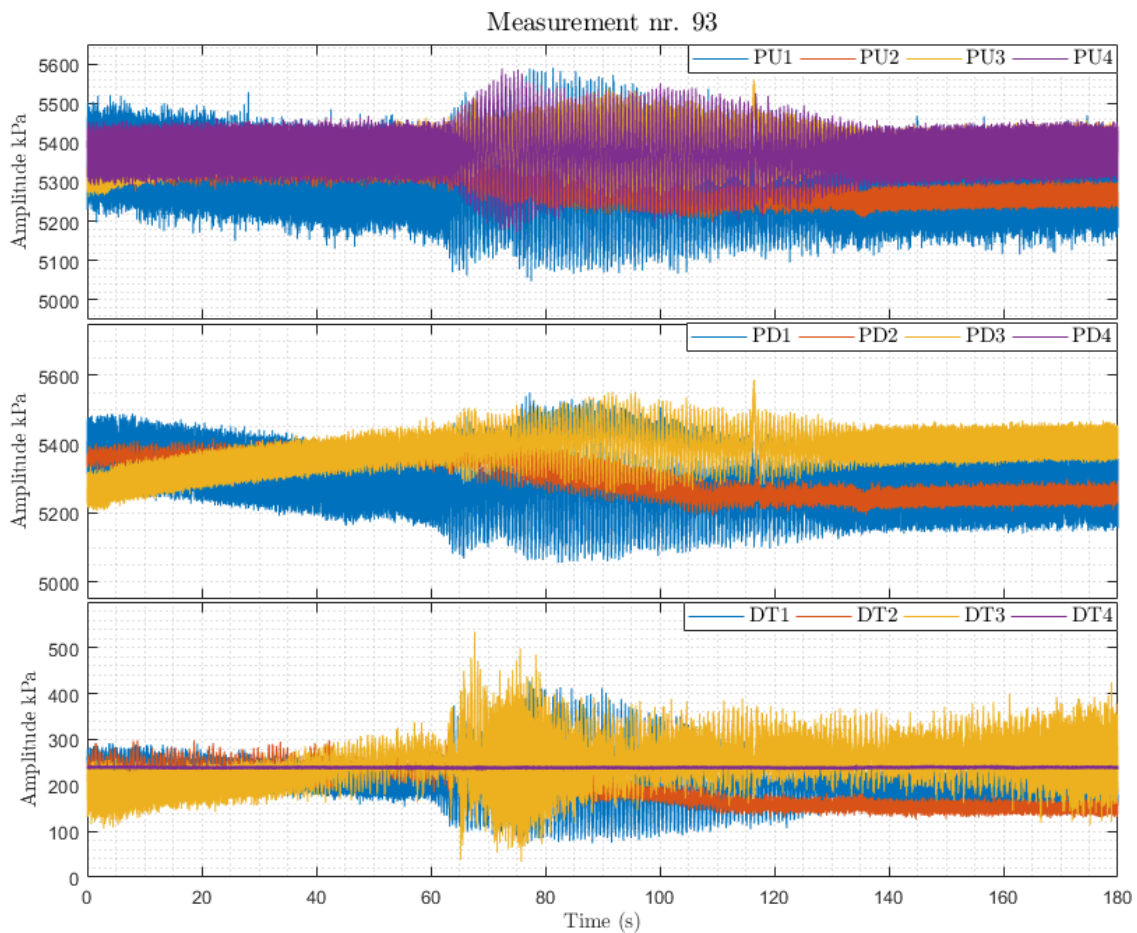 Measurement nr. 93
PU1 PU2 PU3 PU4
Amplitude kPa
5600
5500
5400
5300
5200
5100
5000
PD1 PD2 PD3 PD4
Amplitude kPa
5600
5400
5200
5000
DT1 DT2 DT3 DT4
Amplitude kPa
500
400
300
200
100
0
0 20 40 60 80 100 120 140 160 180
Time (s)